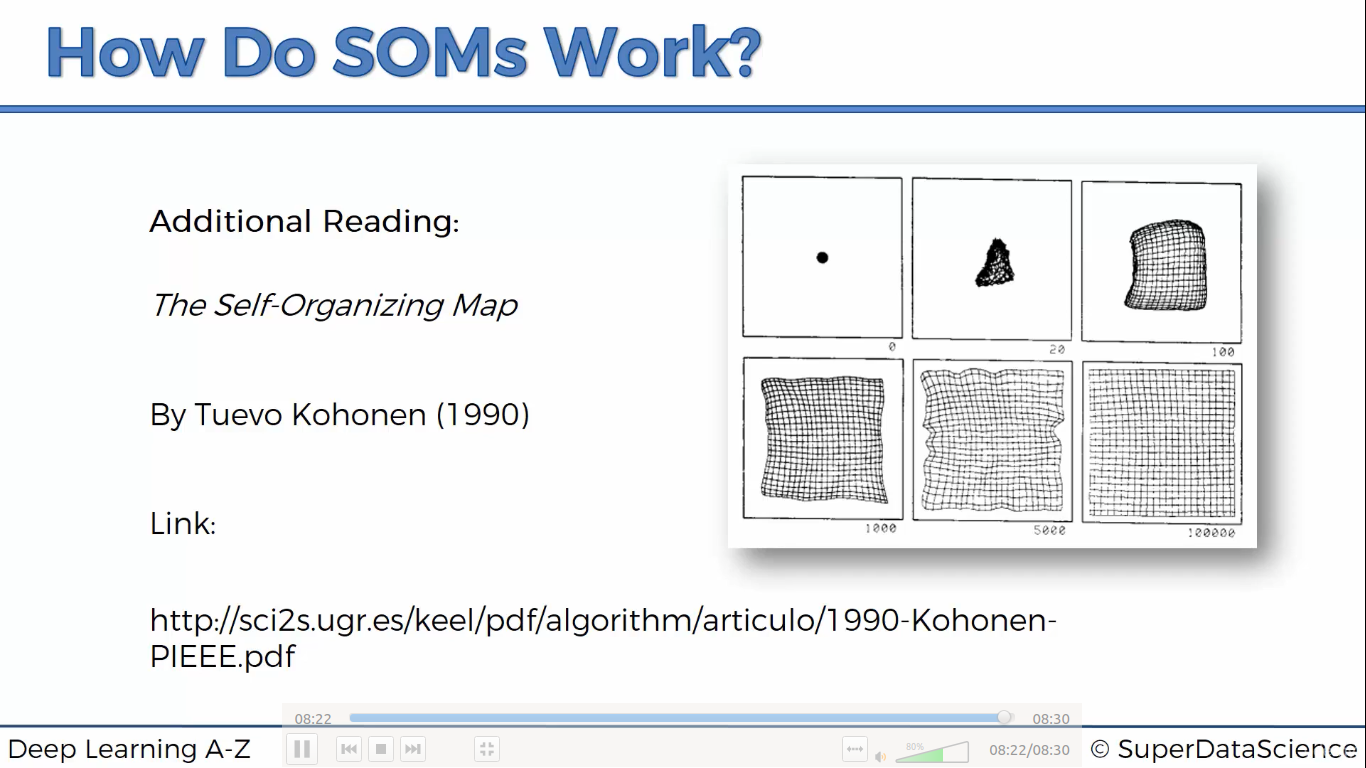 How Do SOMs Work?
Additional Reading:
The Self-Organizing Map
By Tuevo Kohonen (1990)
Link:
http://sci2s.ugr.es/keel/pdf/algorithm/articulo/1990-Kohonen-
PIEEE.pdf
0
20
100
1000
5000
100000
08:22
08:30
80%
08:22/08:30
Deep Learning A-Z
© SuperDataScience